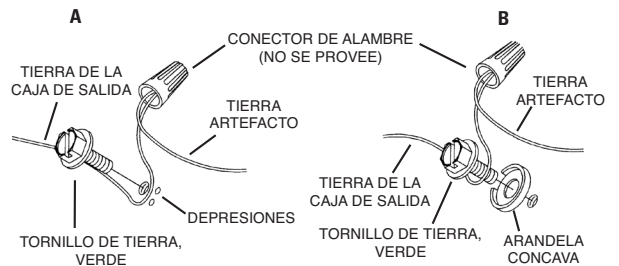 A
B
CONECTOR DE ALAMBRE
(NO SE PROVEE)
TIERRA DE LA
CAJA DE SALIDA
TIERRA
ARTEFACTO
TIERRA
ARTEFACTO
DEPRESIONES
TIERRA DE LA
CAJA DE SALIDA
TORNILLO DE TIERRA,
VERDE
TORNILLO DE TIERRA,
VERDE
ARANDELA
CONCAVA